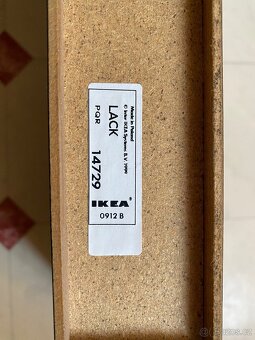 Made in Poland
© Inter IKEA Systems B.V. 1999
LACK
PQR 14729
IKEA
0912 B